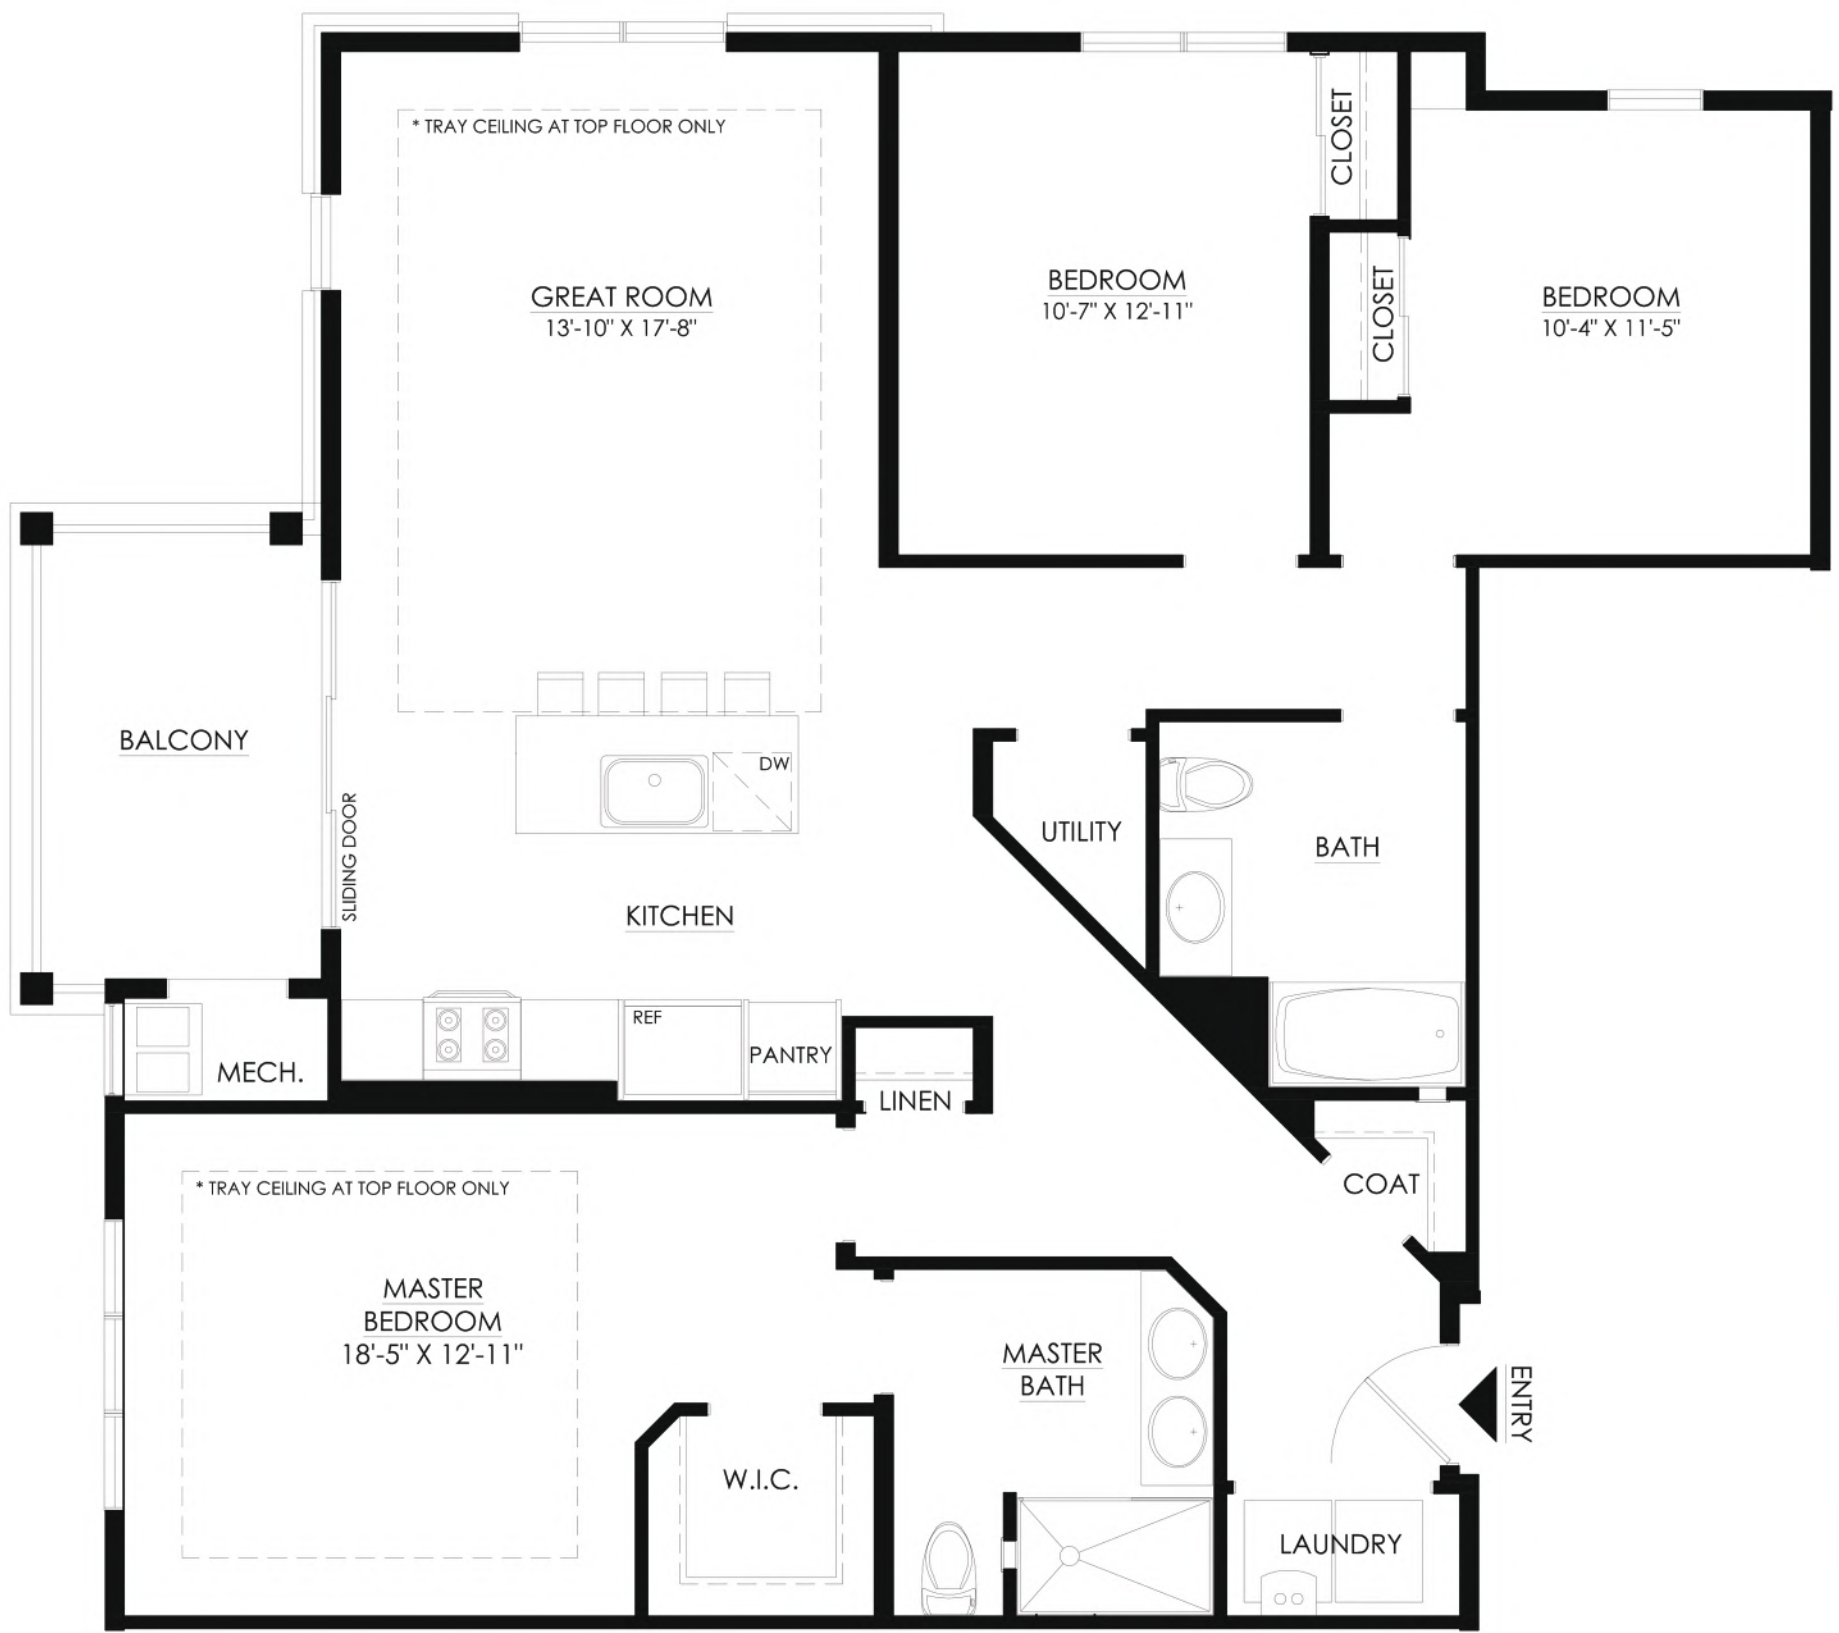 * TRAY CEILING AT TOP FLOOR ONLY
GREAT ROOM
13'-10" X 17'-8"
BEDROOM
10'-7" X 12'-11"
CLOSET
CLOSET
BEDROOM
10'-4" X 11'-5"
BALCONY
SLIDING DOOR
DW
KITCHEN
UTILITY
BATH
REF
PANTRY
MECH.
LINEN
COAT
* TRAY CEILING AT TOP FLOOR ONLY
MASTER
BEDROOM
18'-5" X 12'-11"
W.I.C.
MASTER
BATH
ENTRY
LAUNDRY